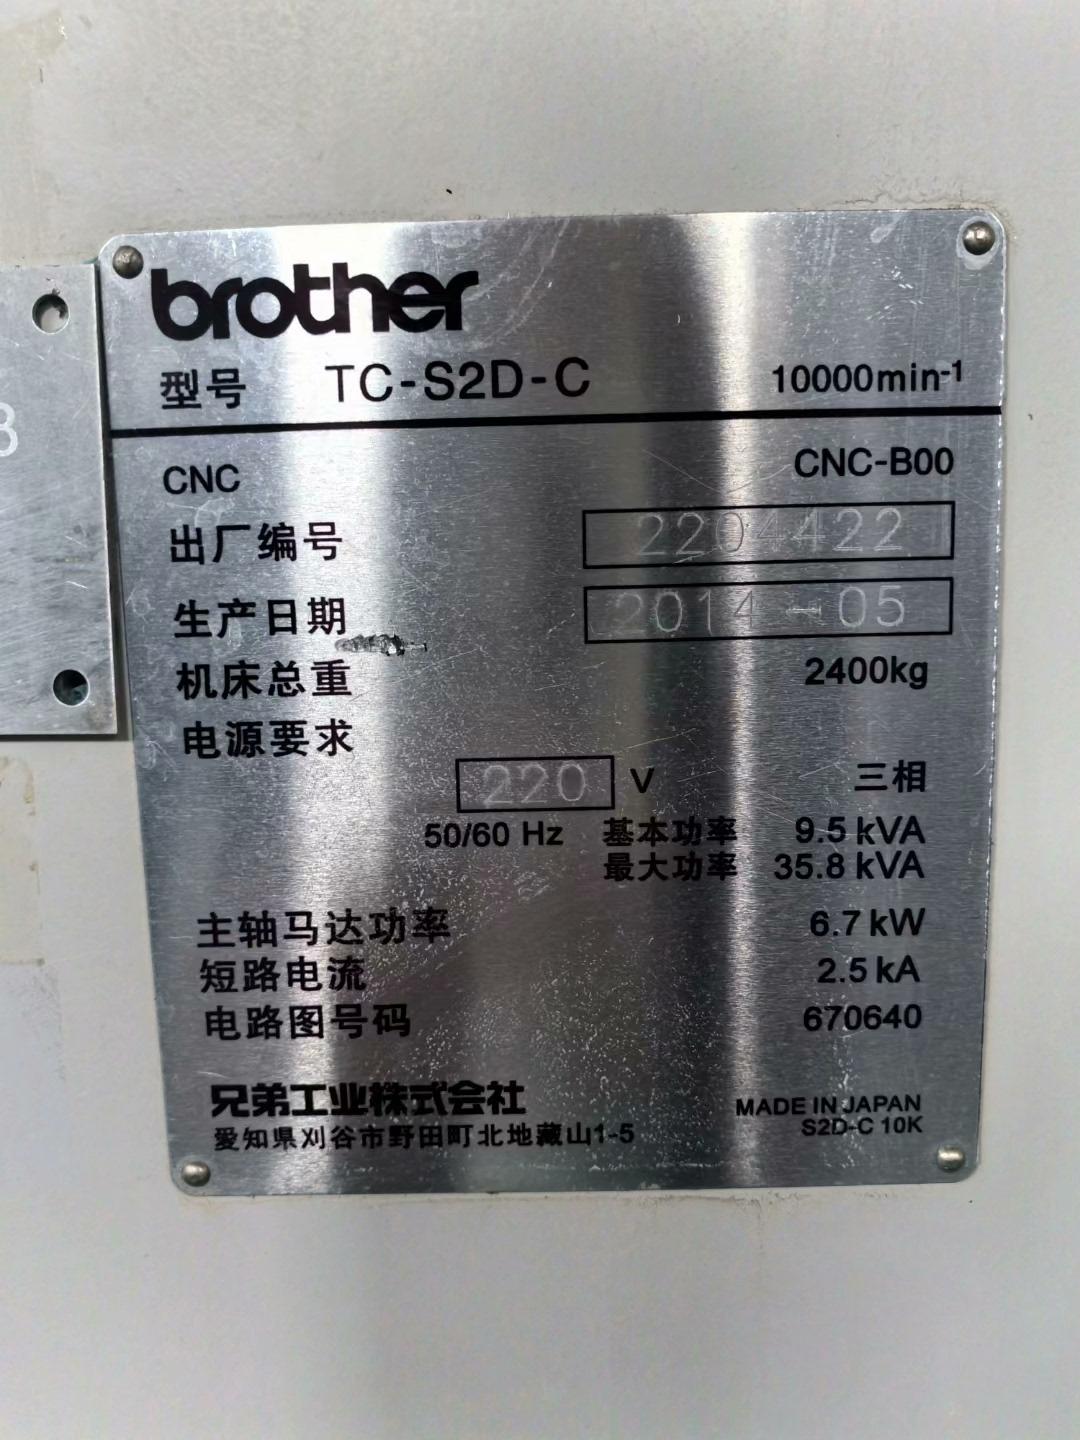 brother
型号 TC-S2D-C 10000min-1
CNC CNC-B00
出厂编号 2204422
生产日期 2014-05
机床总重 2400kg
电源要求
220 V 三相
50/60 Hz 基本功率 9.5 kVA
最大功率 35.8 kVA
主轴马达功率 6.7 kW
短路电流 2.5 kA
电路图号码 670640
兄弟工业株式会社
愛知県刈谷市野田町北地藏山1-5
MADE IN JAPAN
S2D-C 10K